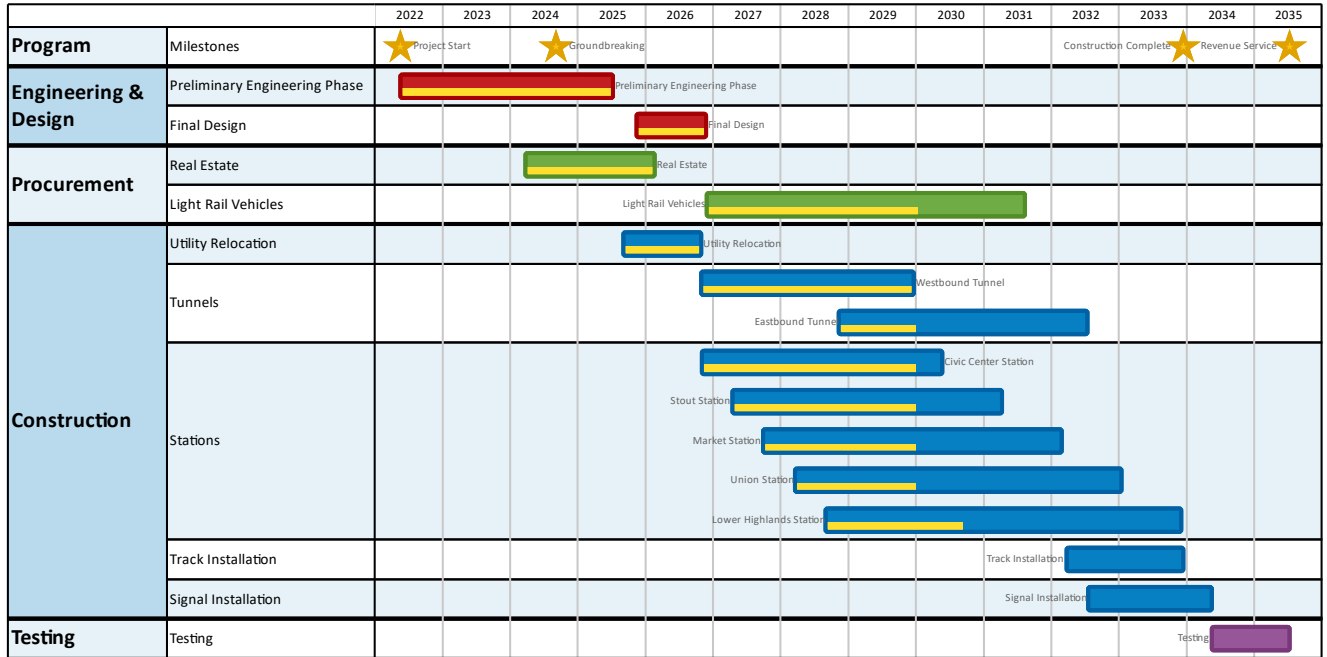 2022 2023 2024 2025 2026 2027 2028 2029 2030 2031 2032 2033 2034 2035
Program Milestones Project Start Groundbreaking Construction Complete Revenue Service
Engineering &
Design
Preliminary Engineering Phase Preliminary Engineering Phase
Final Design Final Design
Procurement
Real Estate Real Estate
Light Rail Vehicles Light Rail Vehicles
Construction
Utility Relocation Utility Relocation
Tunnels
Westbound Tunnel
Eastbound Tunne
Stations
Civic Center Station
Stout Station
Market Station
Union Station
Lower Highlands Station
Track Installation Track Installation
Signal Installation Signal Installation
Testing Testing Testing